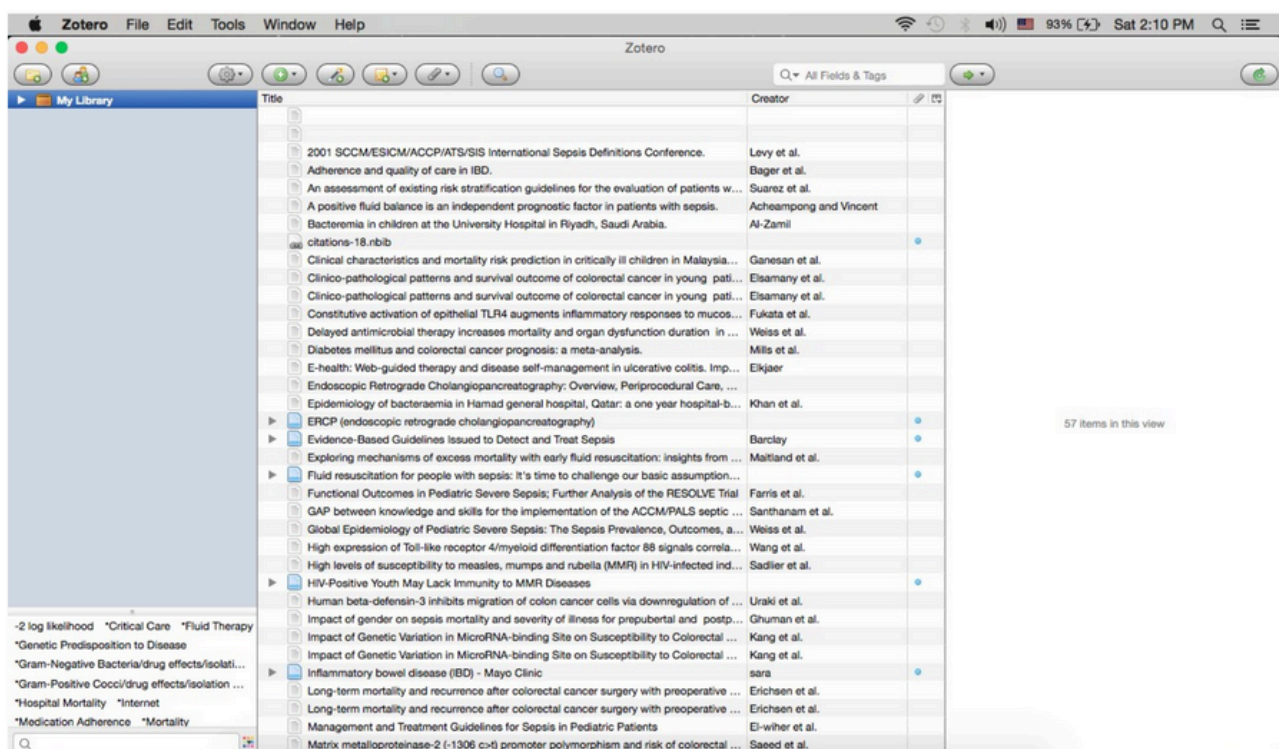 Zotero File Edit Tools Window Help 93% Sat 2:10 PM
Zotero
All Fields & Tags
My Library
Title Creator
2001 SCCM/ESICM/ACCP/ATS/SIS International Sepsis Definitions Conference. Levy et al.
Adherence and quality of care in IBD. Bager et al.
An assessment of existing risk stratification guidelines for the evaluation of patients w... Suarez et al.
A positive fluid balance is an independent prognostic factor in patients with sepsis. Acheampong and Vincent
Bacteremia in children at the University Hospital in Riyadh, Saudi Arabia. Al-Zamil
citations-18.nbib
Clinical characteristics and mortality risk prediction in critically ill children in Malaysia... Ganesan et al.
Clinico-pathological patterns and survival outcome of colorectal cancer in young pati... Elsamany et al.
Clinico-pathological patterns and survival outcome of colorectal cancer in young pati... Elsamany et al.
Constitutive activation of epithelial TLR4 augments inflammatory responses to mucos... Fukata et al.
Delayed antimicrobial therapy increases mortality and organ dysfunction duration in ... Weiss et al.
Diabetes mellitus and colorectal cancer prognosis: a meta-analysis. Mills et al.
E-health: Web-guided therapy and disease self-management in ulcerative colitis. Imp... Elkjaer
Endoscopic Retrograde Cholangiopancreatography: Overview, Periprocedural Care, ...
Epidemiology of bacteraemia in Hamad general hospital, Qatar: a one year hospital-b... Khan et al.
ERCP (endoscopic retrograde cholangiopancreatography)
Evidence-Based Guidelines Issued to Detect and Treat Sepsis Barclay
Exploring mechanisms of excess mortality with early fluid resuscitation: insights from ... Maitland et al.
Fluid resuscitation for people with sepsis: It's time to challenge our basic assumption...
Functional Outcomes in Pediatric Severe Sepsis; Further Analysis of the RESOLVE Trial Farris et al.
GAP between knowledge and skills for the implementation of the ACCM/PALS septic ... Santhanam et al.
Global Epidemiology of Pediatric Severe Sepsis: The Sepsis Prevalence, Outcomes, a... Weiss et al.
High expression of Toll-like receptor 4/myeloid differentiation factor 88 signals correla... Wang et al.
High levels of susceptibility to measles, mumps and rubella (MMR) in HIV-infected ind... Sadlier et al.
HIV-Positive Youth May Lack Immunity to MMR Diseases
Human beta-defensin-3 inhibits migration of colon cancer cells via downregulation of ... Uraki et al.
Impact of gender on sepsis mortality and severity of illness for prepubertal and postp... Ghuman et al.
Impact of Genetic Variation in MicroRNA-binding Site on Susceptibility to Colorectal ... Kang et al.
Impact of Genetic Variation in MicroRNA-binding Site on Susceptibility to Colorectal ... Kang et al.
Inflammatory bowel disease (IBD) - Mayo Clinic sara
Long-term mortality and recurrence after colorectal cancer surgery with preoperative ... Erichsen et al.
Long-term mortality and recurrence after colorectal cancer surgery with preoperative ... Erichsen et al.
Management and Treatment Guidelines for Sepsis in Pediatric Patients El-wiher et al.
Matrix metalloproteinase-2 (-1306 c>t) promoter polymorphism and risk of colorectal ... Saeed et al.
57 items in this view
-2 log likelihood *Critical Care *Fluid Therapy
*Genetic Predisposition to Disease
*Gram-Negative Bacteria/drug effects/isolati...
*Gram-Positive Cocci/drug effects/isolation ...
*Hospital Mortality *Internet
*Medication Adherence *Mortality